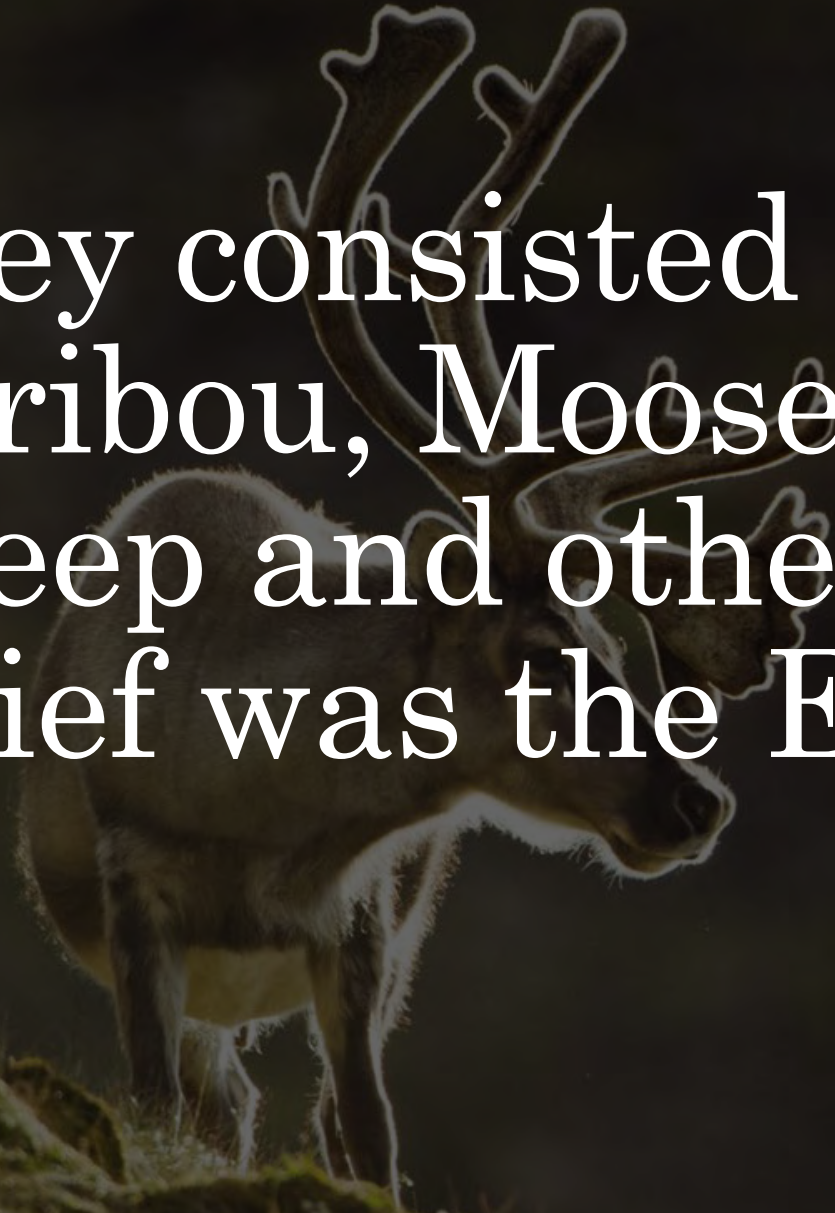 ey consisted
ribou, Moose
eep and othe
ief was the E